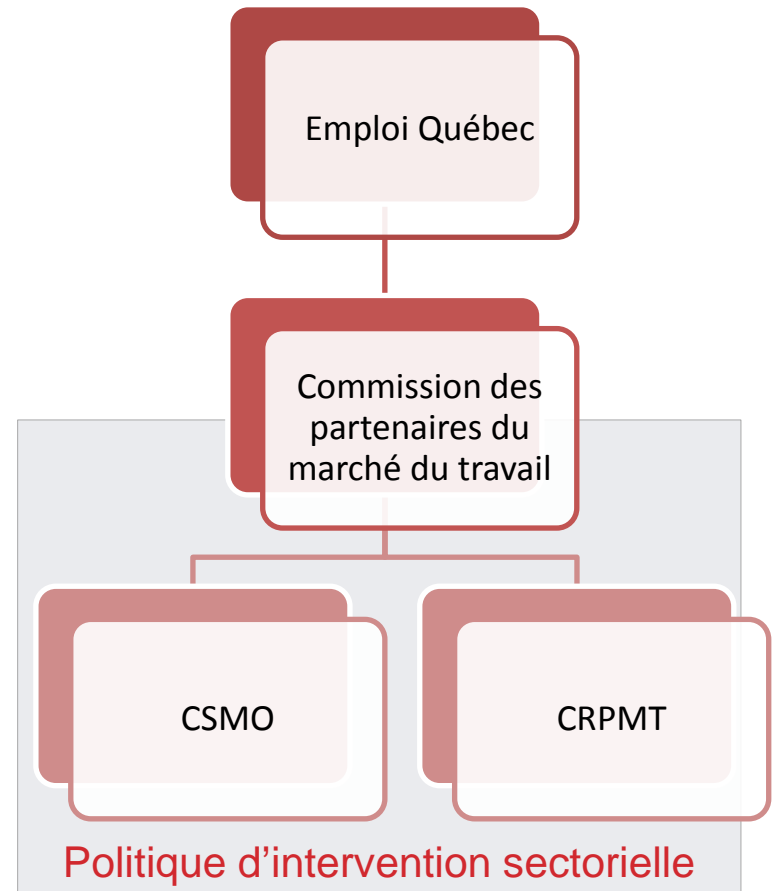 Emploi Québec
Commission des
partenaires du
marché du travail
CSMO
CRPMT
Politique d’intervention sectorielle